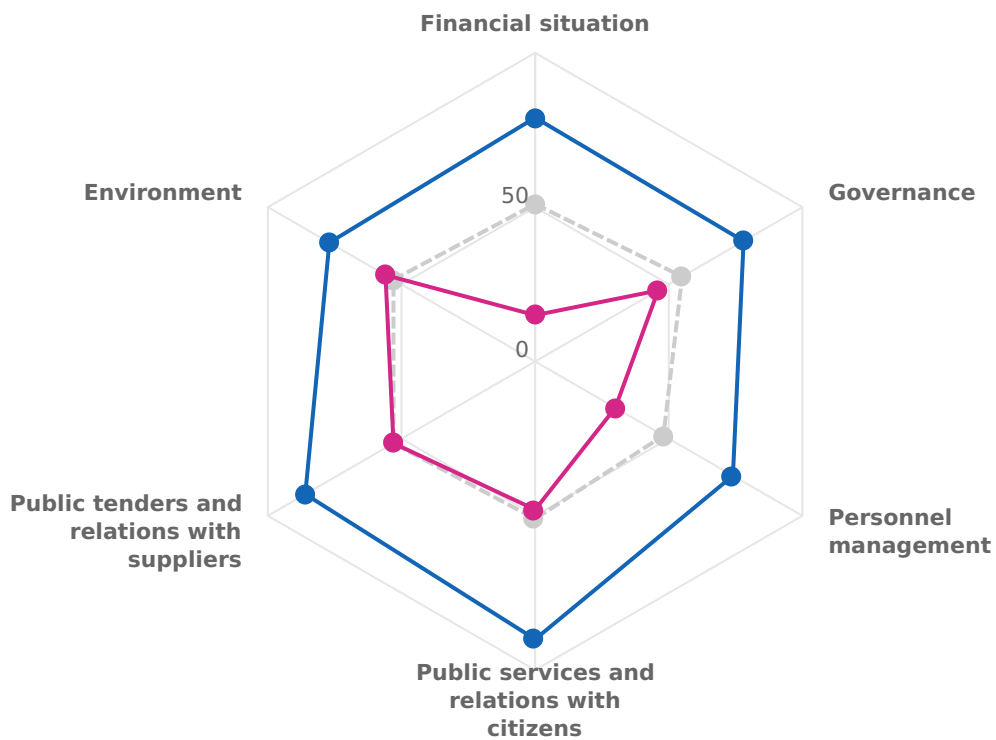 Financial situation
Environment
Governance
50
0
Public tenders and
relations with
suppliers
Personnel
management
Public services and
relations with
citizens